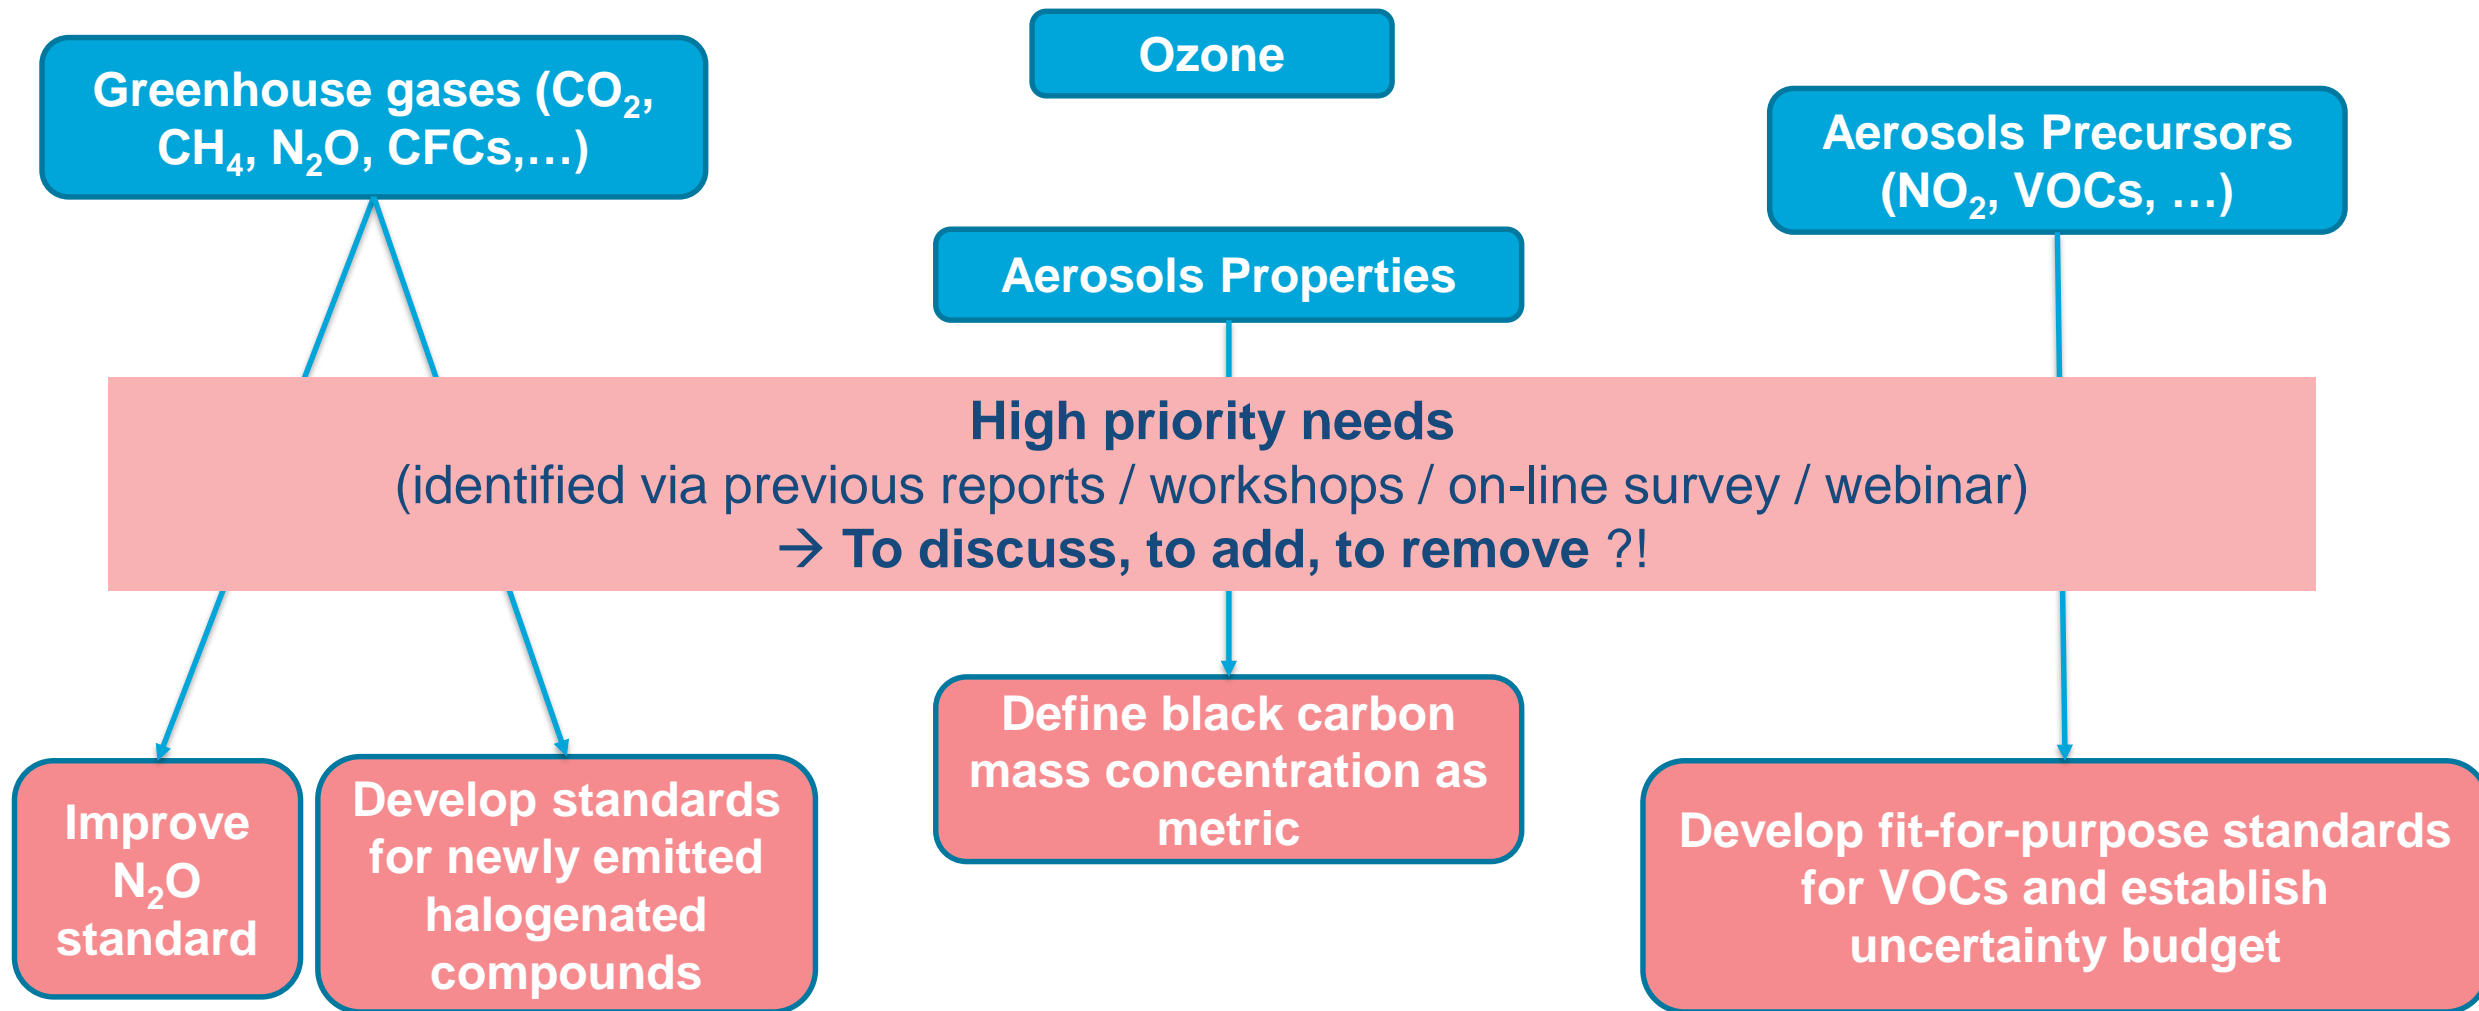 Ozone
Greenhouse gases (CO₂,
CH₄, N₂O, CFCs,…)
Aerosols Precursors
(NO₂, VOCs, …)
Aerosols Properties
High priority needs
(identified via previous reports / workshops / on-line survey / webinar)
→ To discuss, to add, to remove ?!
Improve
N₂O
standard
Develop standards
for newly emitted
halogenated
compounds
Define black carbon
mass concentration as
metric
Develop fit-for-purpose standards
for VOCs and establish
uncertainty budget